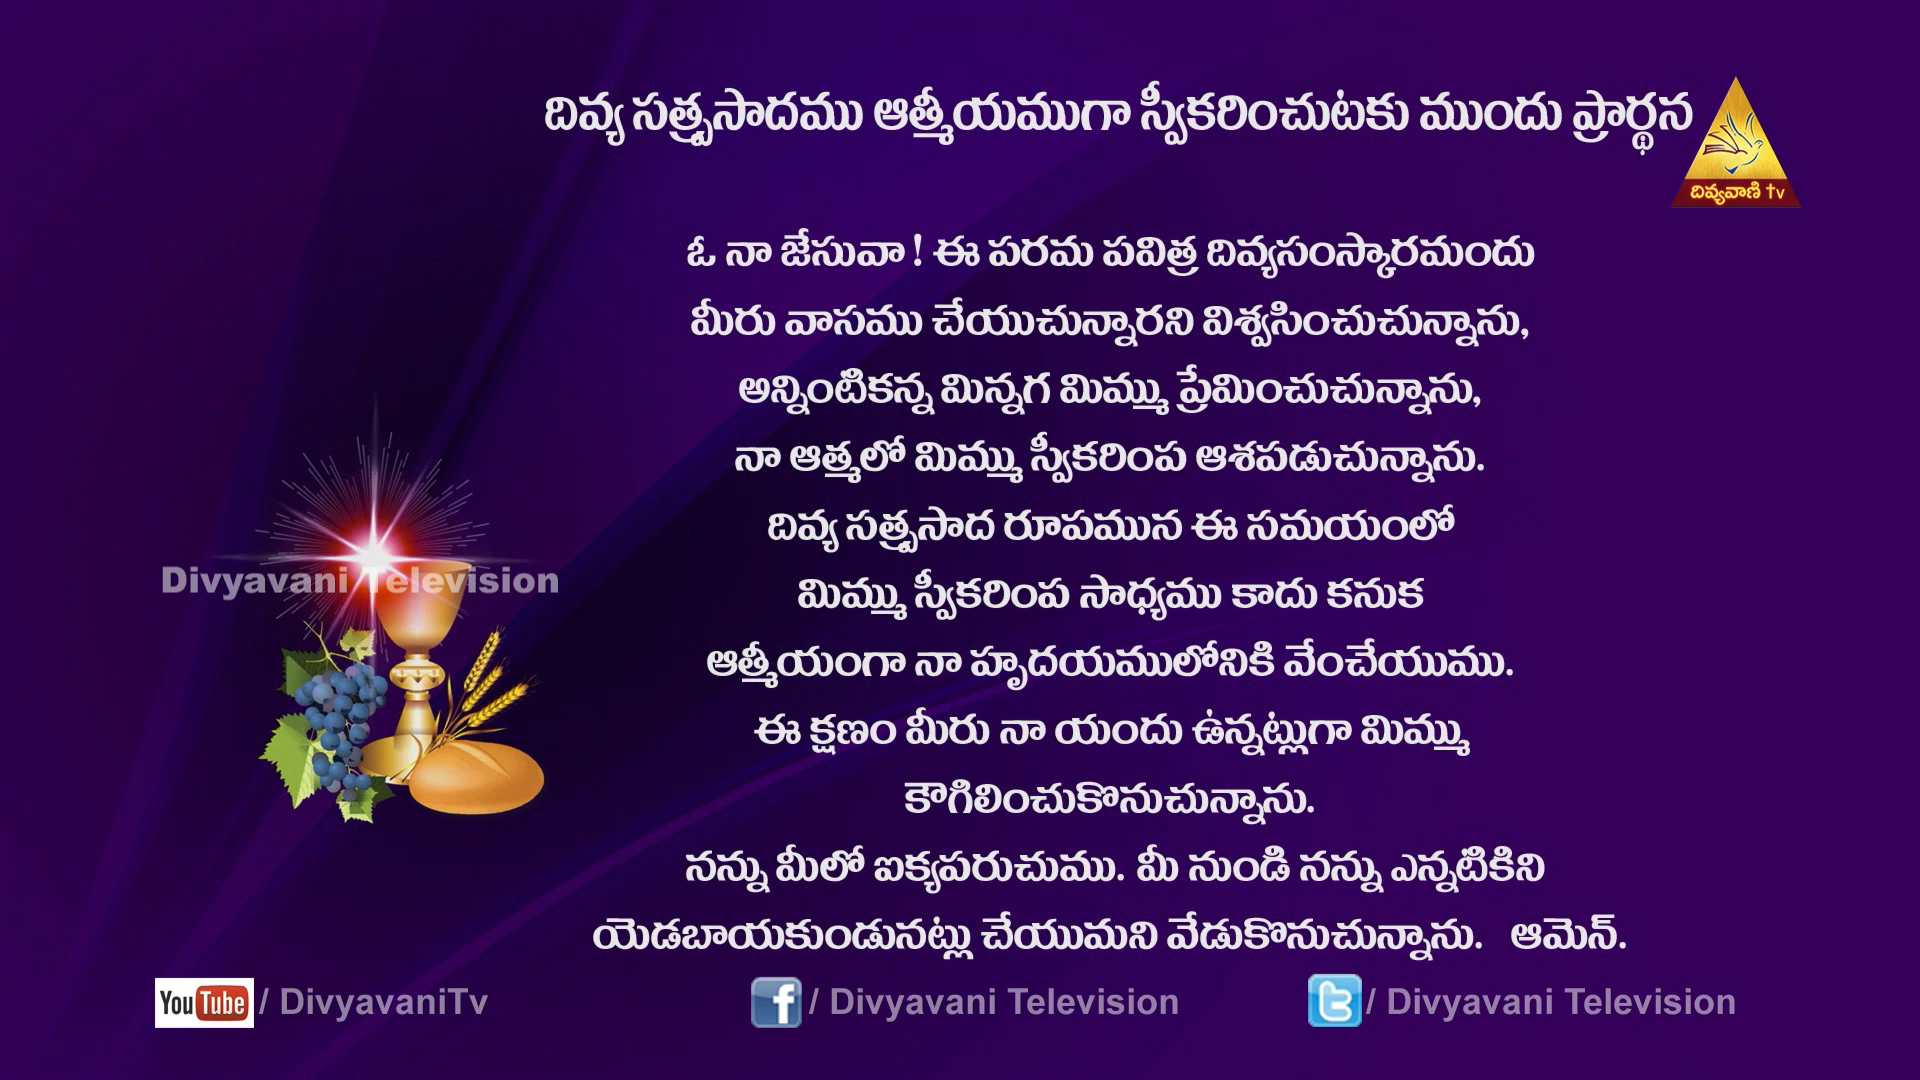 దివ్య సత్ప్రసాదము ఆత్మీయముగా స్వీకరించుటకు ముందు ప్రార్థన
దివ్యవాణి tv
ఓ నా జేసువా ! ఈ పరమ పవిత్ర దివ్యసంస్కారమందు
మీరు వాసము చేయుచున్నారని విశ్వసించుచున్నాను,
అన్నింటికన్న మిన్నగ మిమ్ము ప్రేమించుచున్నాను,
నా ఆత్మలో మిమ్ము స్వీకరింప ఆశపడుచున్నాను.
దివ్య సత్ప్రసాద రూపమున ఈ సమయంలో
మిమ్ము స్వీకరింప సాధ్యము కాదు కనుక
ఆత్మీయంగా నా హృదయములోనికి వేంచేయుము.
ఈ క్షణం మీరు నా యందు ఉన్నట్లుగా మిమ్ము
కౌగిలించుకొనుచున్నాను.
నన్ను మీలో ఐక్యపరుచుము. మీ నుండి నన్ను ఎన్నటికిని
యెడబాయకుండునట్లు చేయుమని వేడుకొనుచున్నాను. ఆమెన్.
Divyavani Television
YouTube / DivyavaniTv
f / Divyavani Television
t / Divyavani Television